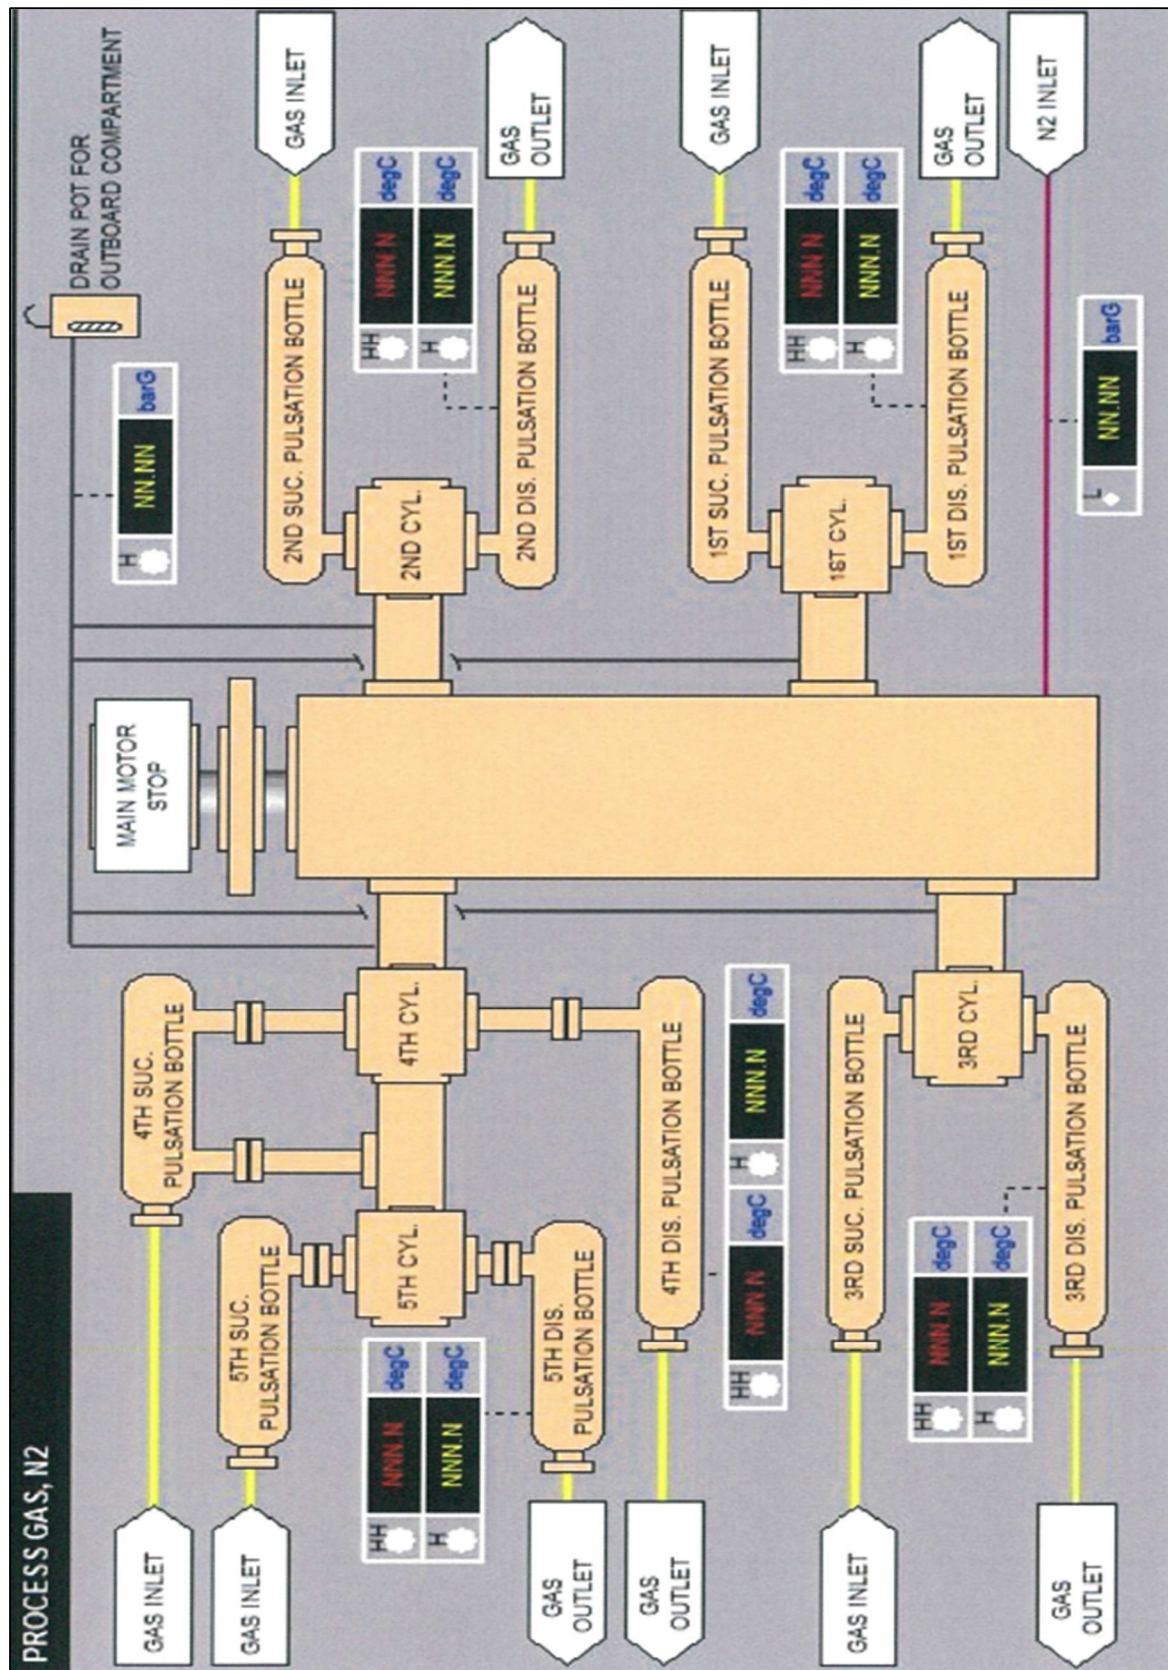 PROCESS GAS, N2
GAS INLET
4TH SUC.
PULSATION BOTTLE
GAS INLET
5TH SUC.
PULSATION BOTTLE
HH
NNN.N
degC
H
NNN.N
degC
5TH CYL.
4TH CYL.
GAS
OUTLET
5TH DIS.
PULSATION BOTTLE
GAS
OUTLET
4TH DIS. PULSATION BOTTLE
HH
NNN.N
degC
H
NNN.N
degC
GAS INLET
3RD SUC. PULSATION BOTTLE
HH
NNN.N
degC
H
NNN.N
degC
3RD CYL.
GAS
OUTLET
3RD DIS. PULSATION BOTTLE
MAIN MOTOR
STOP
DRAIN POT FOR
OUTBOARD COMPARTMENT
H
NN.NN
barG
2ND SUC. PULSATION BOTTLE
GAS INLET
2ND CYL.
HH
NNN.N
degC
H
NNN.N
degC
2ND DIS. PULSATION BOTTLE
GAS
OUTLET
1ST SUC. PULSATION BOTTLE
GAS INLET
1ST CYL.
HH
NNN.N
degC
H
NNN.N
degC
1ST DIS. PULSATION BOTTLE
GAS
OUTLET
N2 INLET
L
NN.NN
barG